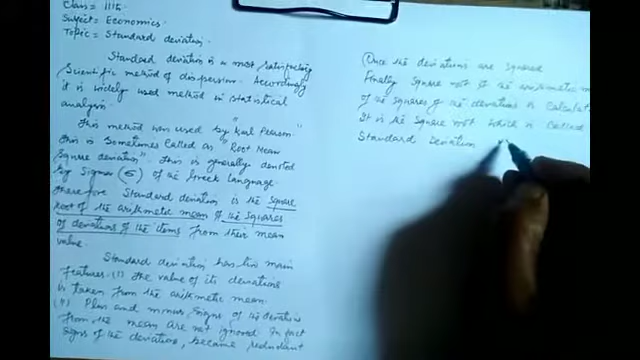 Class = 11th
Subject = Economics.
Topic = Standard deviation.
Standard deviation is a most satisfactory
Scientific method of dispersion. Accordingly
it is widely used method in statistical
analysis.
This method was used by "Karl Pearson"
this is sometimes called as "Root Mean
Square deviation". This is generally denoted
by Sigma (σ) of the Greek language.
therefore Standard deviation is the square
root of the arithmetic mean of the squares
of deviations of the items from their mean
value.
Standard deviation has two main
features. (i) the value of its deviations
is taken from the arithmetic mean.
(ii) Plus and minus signs of the deviations
from the mean are not ignored in fact
signs of the deviations, became redundant
Once the deviations are squared
Finally Square root of the arithmetic m
of the squares of the deviations is calculat
It is the square root which is called
Standard deviation